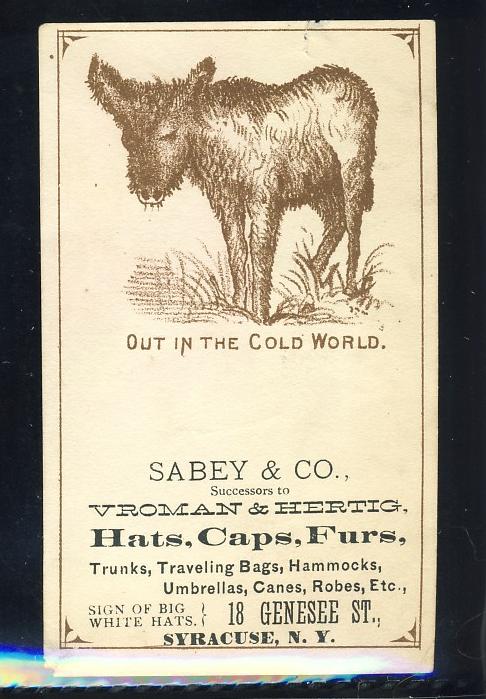 OUT IN THE COLD WORLD.
SABEY & CO.,
Successors to
VROMAN & HERTIG,
Hats, Caps, Furs,
Trunks, Traveling Bags, Hammocks,
Umbrellas, Canes, Robes, Etc.,
SIGN OF BIG
WHITE HATS.
18 GENESEE ST.,
SYRACUSE, N. Y.